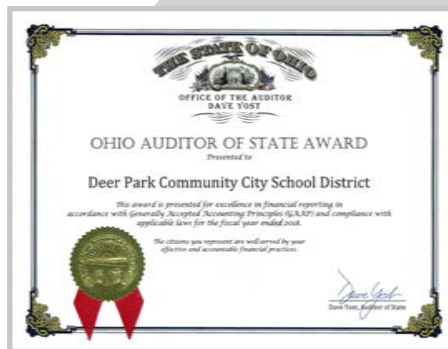 THE STATE OF OHIO
OFFICE OF THE AUDITOR
DAVE YOST
OHIO AUDITOR OF STATE AWARD
Presented to
Deer Park Community City School District
This award is presented for excellence in financial reporting in
accordance with Generally Accepted Accounting Principles (GAAP) and compliance with
applicable laws for the fiscal year ended 2018.
The citizens you represent are well served by your
effective and accountable financial practices.
Dave Yost
Dave Yost, Auditor of State